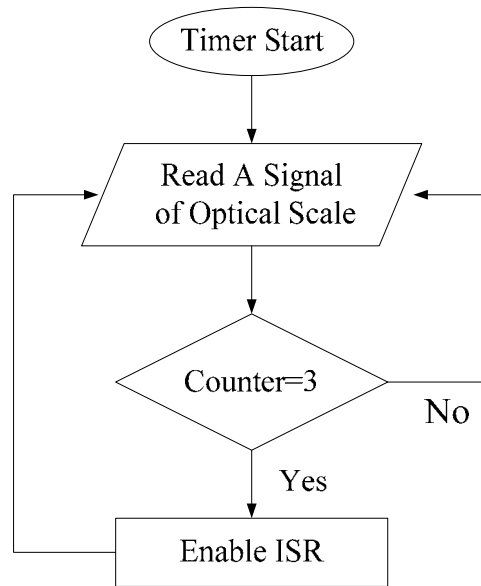 Timer Start
Read A Signal
of Optical Scale
Counter=3
No
Yes
Enable ISR